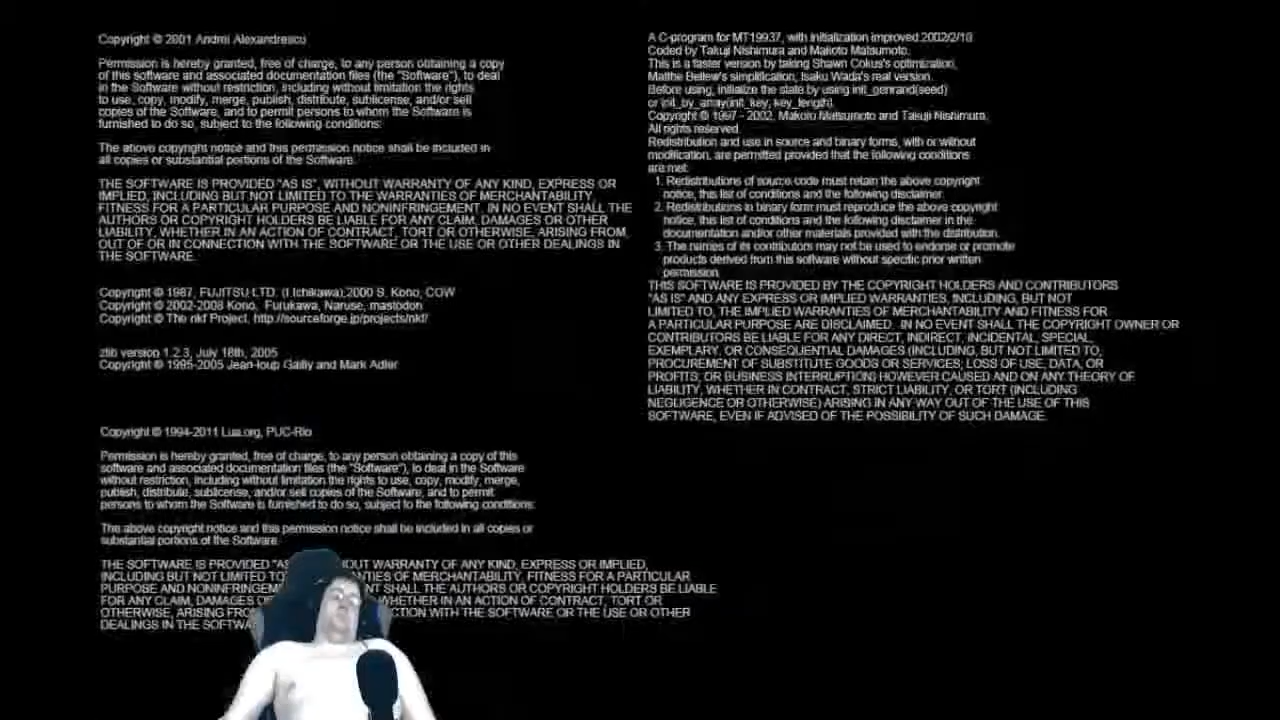 Copyright © 2001 Andrei Alexandrescu
Permission is hereby granted, free of charge, to any person obtaining a copy
of this software and associated documentation files (the "Software"), to deal
in the Software without restriction, including without limitation the rights
to use, copy, modify, merge, publish, distribute, sublicense, and/or sell
copies of the Software, and to permit persons to whom the Software is
furnished to do so, subject to the following conditions:
The above copyright notice and this permission notice shall be included in
all copies or substantial portions of the Software.
THE SOFTWARE IS PROVIDED "AS IS", WITHOUT WARRANTY OF ANY KIND, EXPRESS OR
IMPLIED, INCLUDING BUT NOT LIMITED TO THE WARRANTIES OF MERCHANTABILITY,
FITNESS FOR A PARTICULAR PURPOSE AND NONINFRINGEMENT. IN NO EVENT SHALL THE
AUTHORS OR COPYRIGHT HOLDERS BE LIABLE FOR ANY CLAIM, DAMAGES OR OTHER
LIABILITY, WHETHER IN AN ACTION OF CONTRACT, TORT OR OTHERWISE, ARISING FROM,
OUT OF OR IN CONNECTION WITH THE SOFTWARE OR THE USE OR OTHER DEALINGS IN
THE SOFTWARE.
Copyright © 1987, FUJITSU LTD. (I.Ichikawa),2000 S. Kono, COW
Copyright © 2002-2008 Kono, Furukawa, Naruse, mastodon
Copyright © The nkf Project, http://sourceforge.jp/projects/nkf/
zlib version 1.2.3, July 18th, 2005
Copyright © 1995-2005 Jean-loup Gailly and Mark Adler
Copyright © 1994-2011 Lua.org, PUC-Rio
Permission is hereby granted, free of charge, to any person obtaining a copy of this
software and associated documentation files (the "Software"), to deal in the Software
without restriction, including without limitation the rights to use, copy, modify, merge,
publish, distribute, sublicense, and/or sell copies of the Software, and to permit
persons to whom the Software is furnished to do so, subject to the following conditions:
The above copyright notice and this permission notice shall be included in all copies or
substantial portions of the Software.
THE SOFTWARE IS PROVIDED "AS OUT WARRANTY OF ANY KIND, EXPRESS OR IMPLIED,
INCLUDING BUT NOT LIMITED TO ANTIES OF MERCHANTABILITY, FITNESS FOR A PARTICULAR
PURPOSE AND NONINFRINGEM NT SHALL THE AUTHORS OR COPYRIGHT HOLDERS BE LIABLE
FOR ANY CLAIM, DAMAGES O WHETHER IN AN ACTION OF CONTRACT, TORT OR
OTHERWISE, ARISING FRO CTION WITH THE SOFTWARE OR THE USE OR OTHER
DEALINGS IN THE SOFTWA
A C-program for MT19937, with initialization improved 2002/2/10
Coded by Takuji Nishimura and Makoto Matsumoto.
This is a faster version by taking Shawn Cokus's optimization,
Matthe Bellew's simplification, Isaku Wada's real version.
Before using, initialize the state by using init_genrand(seed)
or init_by_array(init_key, key_length).
Copyright © 1997 - 2002, Makoto Matsumoto and Takuji Nishimura,
All rights reserved.
Redistribution and use in source and binary forms, with or without
modification, are permitted provided that the following conditions
are met:
1. Redistributions of source code must retain the above copyright
notice, this list of conditions and the following disclaimer.
2. Redistributions in binary form must reproduce the above copyright
notice, this list of conditions and the following disclaimer in the
documentation and/or other materials provided with the distribution.
3. The names of its contributors may not be used to endorse or promote
products derived from this software without specific prior written
permission.
THIS SOFTWARE IS PROVIDED BY THE COPYRIGHT HOLDERS AND CONTRIBUTORS
"AS IS" AND ANY EXPRESS OR IMPLIED WARRANTIES, INCLUDING, BUT NOT
LIMITED TO, THE IMPLIED WARRANTIES OF MERCHANTABILITY AND FITNESS FOR
A PARTICULAR PURPOSE ARE DISCLAIMED. IN NO EVENT SHALL THE COPYRIGHT OWNER OR
CONTRIBUTORS BE LIABLE FOR ANY DIRECT, INDIRECT, INCIDENTAL, SPECIAL,
EXEMPLARY, OR CONSEQUENTIAL DAMAGES (INCLUDING, BUT NOT LIMITED TO,
PROCUREMENT OF SUBSTITUTE GOODS OR SERVICES; LOSS OF USE, DATA, OR
PROFITS; OR BUSINESS INTERRUPTION) HOWEVER CAUSED AND ON ANY THEORY OF
LIABILITY, WHETHER IN CONTRACT, STRICT LIABILITY, OR TORT (INCLUDING
NEGLIGENCE OR OTHERWISE) ARISING IN ANY WAY OUT OF THE USE OF THIS
SOFTWARE, EVEN IF ADVISED OF THE POSSIBILITY OF SUCH DAMAGE.